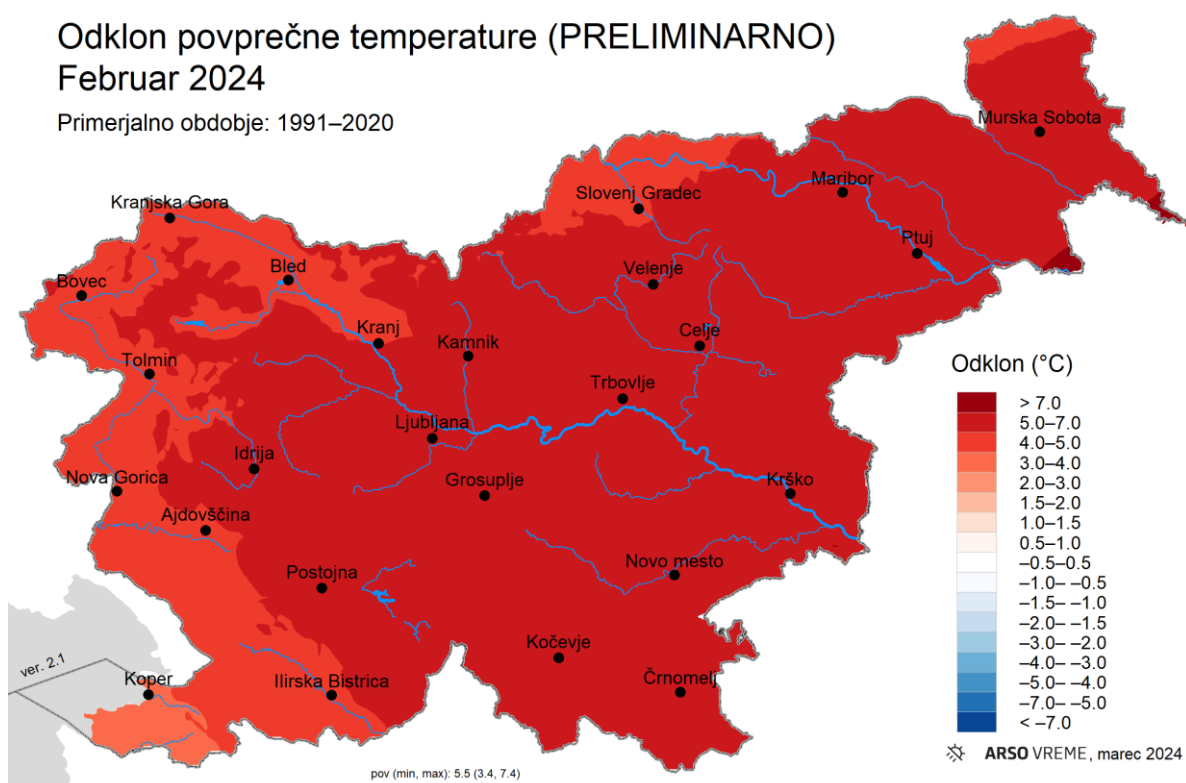 Odklon povprečne temperature (PRELIMINARNO)
Februar 2024
Primerjalno obdobje: 1991–2020
Murska Sobota
Maribor
Slovenj Gradec
Kranjska Gora
Ptuj
Bled
Velenje
Bovec
Kranj
Celje
Kamnik
Tolmin
Trbovlje
Ljubljana
Idrija
Nova Gorica
Grosuplje
Krško
Ajdovščina
Postojna
Novo mesto
Kočevje
Koper
Ilirska Bistrica
Črnomelj
ver. 2.1
Odklon (°C)
> 7.0
5.0–7.0
4.0–5.0
3.0–4.0
2.0–3.0
1.5–2.0
1.0–1.5
0.5–1.0
–0.5–0.5
–1.0– –0.5
–1.5– –1.0
–2.0– –1.5
–3.0– –2.0
–4.0– –3.0
–5.0– –4.0
–7.0– –5.0
< –7.0
ARSO VREME, marec 2024
pov (min, max): 5.5 (3.4, 7.4)